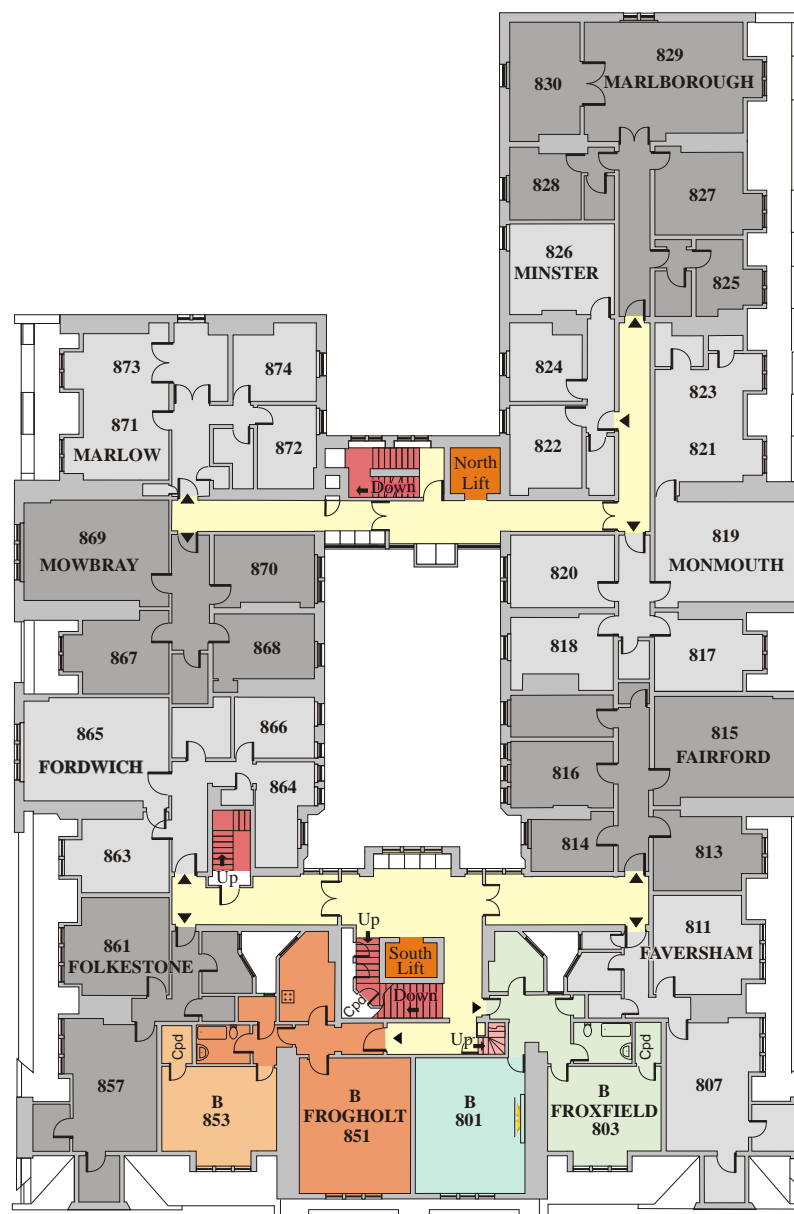 829
830
MARLBOROUGH
828
827
826
MINSTER
825
873
874
824
823
871
MARLOW
872
822
821
North
Lift
Down
869
MOWBRAY
870
820
819
MONMOUTH
867
868
818
817
865
FORDWICH
866
815
FAIRFORD
864
816
863
814
813
Up
811
FAVERSHAM
861
FOLKESTONE
Up
South
Lift
Cpd
Down
Up
Cpd
Cpd
857
B
853
B
FROGHOLT
851
B
801
B
FROXFIELD
803
807